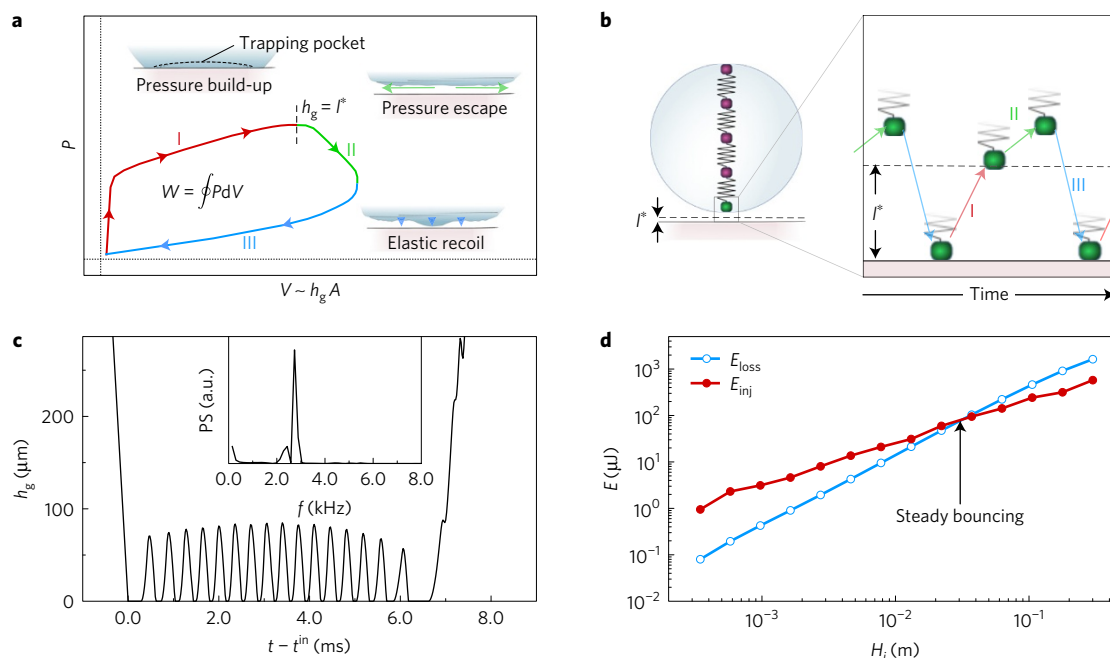 a
Trapping pocket
Pressure build-up
h_g = l*
Pressure escape
P
I
II
W = ∮PdV
III
Elastic recoil
V ~ h_g A
b
l*
II
I
III
l*
Time
c
PS (a.u.)
0.0 2.0 4.0 6.0 8.0
f (kHz)
h_g (μm)
200
100
0
0.0 2.0 4.0 6.0 8.0
t – t^in (ms)
d
E_loss
E_inj
E (μJ)
10^3
10^2
10^1
10^0
10^-1
10^-2
Steady bouncing
10^-3 10^-2 10^-1
H_i (m)